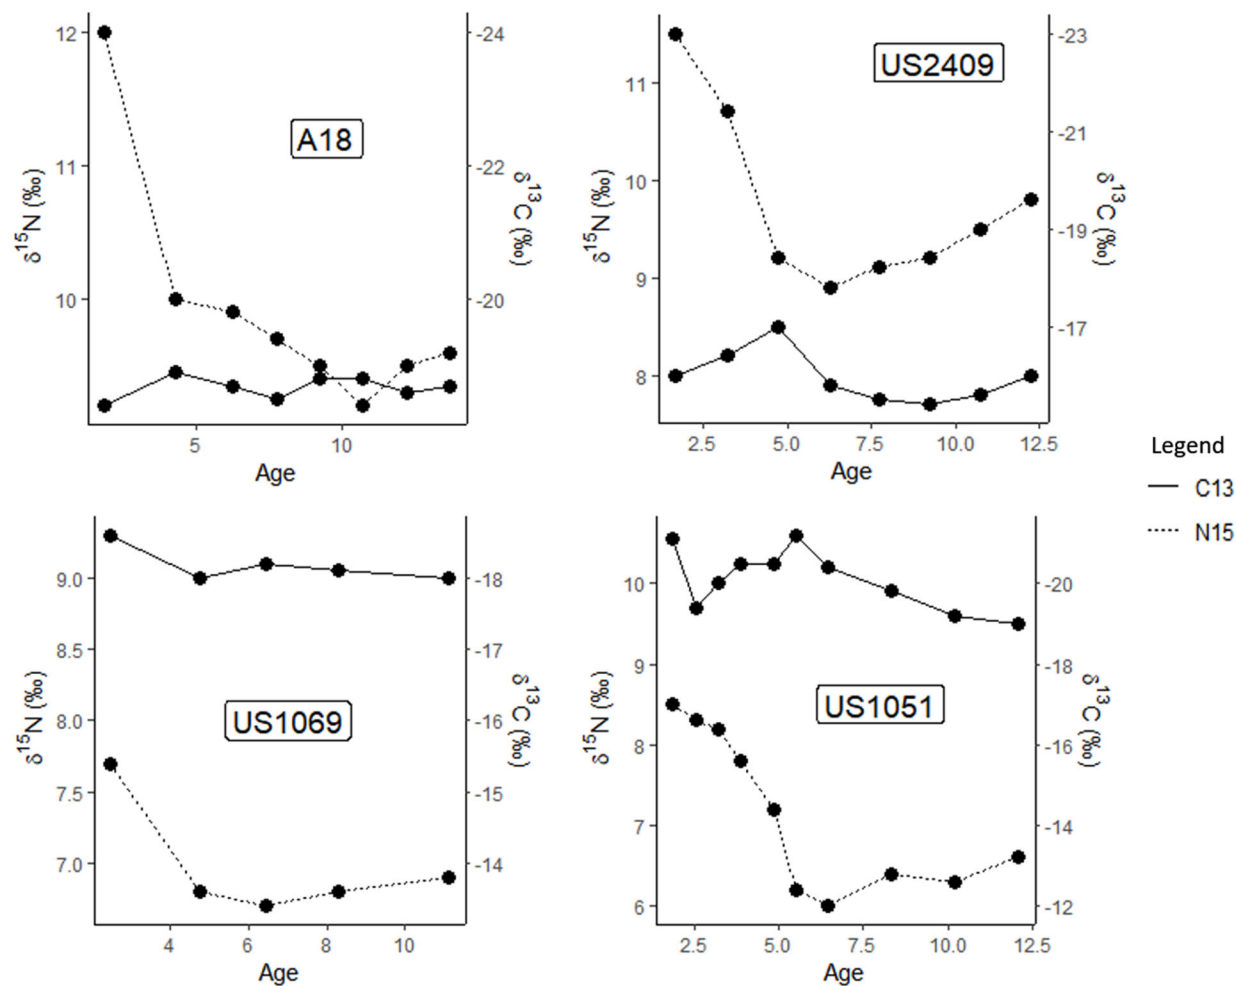 A18
12
11
10
δ15N (‰)
-24
-22
-20
δ13C (‰)
5
10
Age
US2409
11
10
9
8
δ15N (‰)
-23
-21
-19
-17
δ13C (‰)
2.5
5.0
7.5
10.0
12.5
Age
Legend
C13
N15
US1069
9.0
8.5
8.0
7.5
7.0
δ15N (‰)
-18
-17
-16
-15
-14
δ13C (‰)
4
6
8
10
Age
US1051
10
9
8
7
6
δ15N (‰)
-20
-18
-16
-14
-12
δ13C (‰)
2.5
5.0
7.5
10.0
12.5
Age